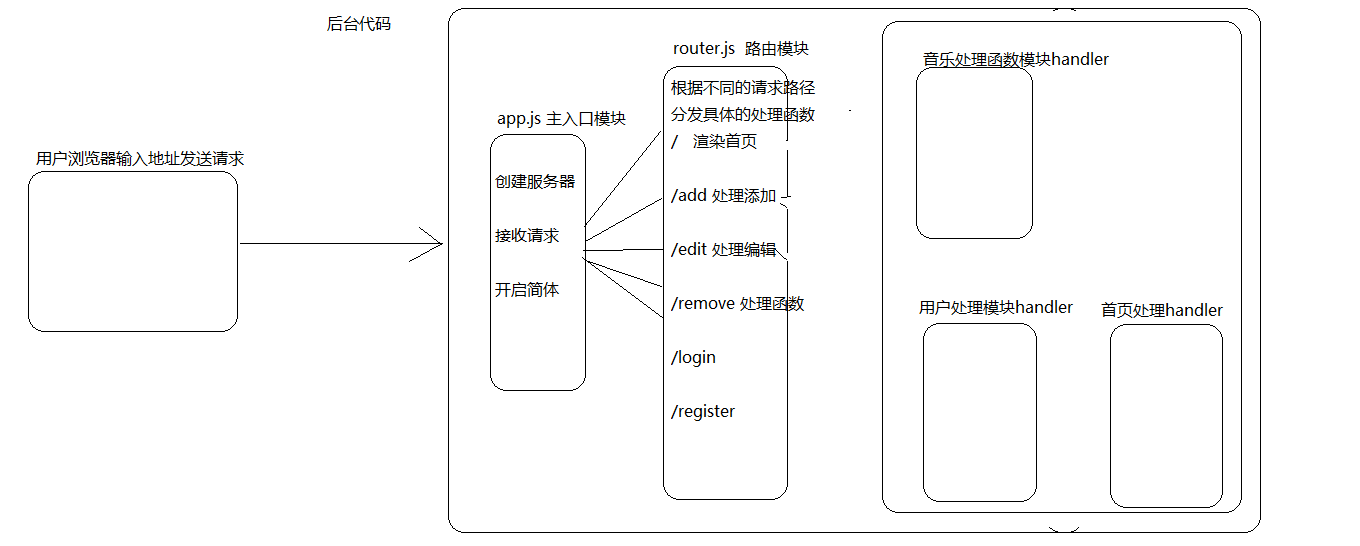 后台代码
用户浏览器输入地址发送请求
app.js 主入口模块
创建服务器
接收请求
开启简体
router.js 路由模块
根据不同的请求路径
分发具体的处理函数
/ 渲染首页
/add 处理添加
/edit 处理编辑
/remove 处理函数
/login
/register
音乐处理函数模块handler
用户处理模块handler
首页处理handler